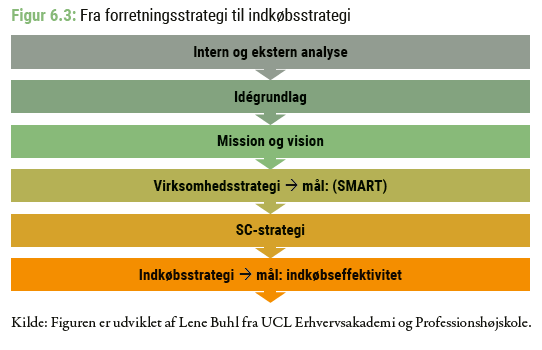 Figur 6.3: Fra forretningsstrategi til indkøbsstrategi
Intern og ekstern analyse
Idégrundlag
Mission og vision
Virksomhedsstrategi → mål: (SMART)
SC-strategi
Indkøbsstrategi → mål: indkøbseffektivitet
Kilde: Figuren er udviklet af Lene Buhl fra UCL Erhvervsakademi og Professionshøjskole.